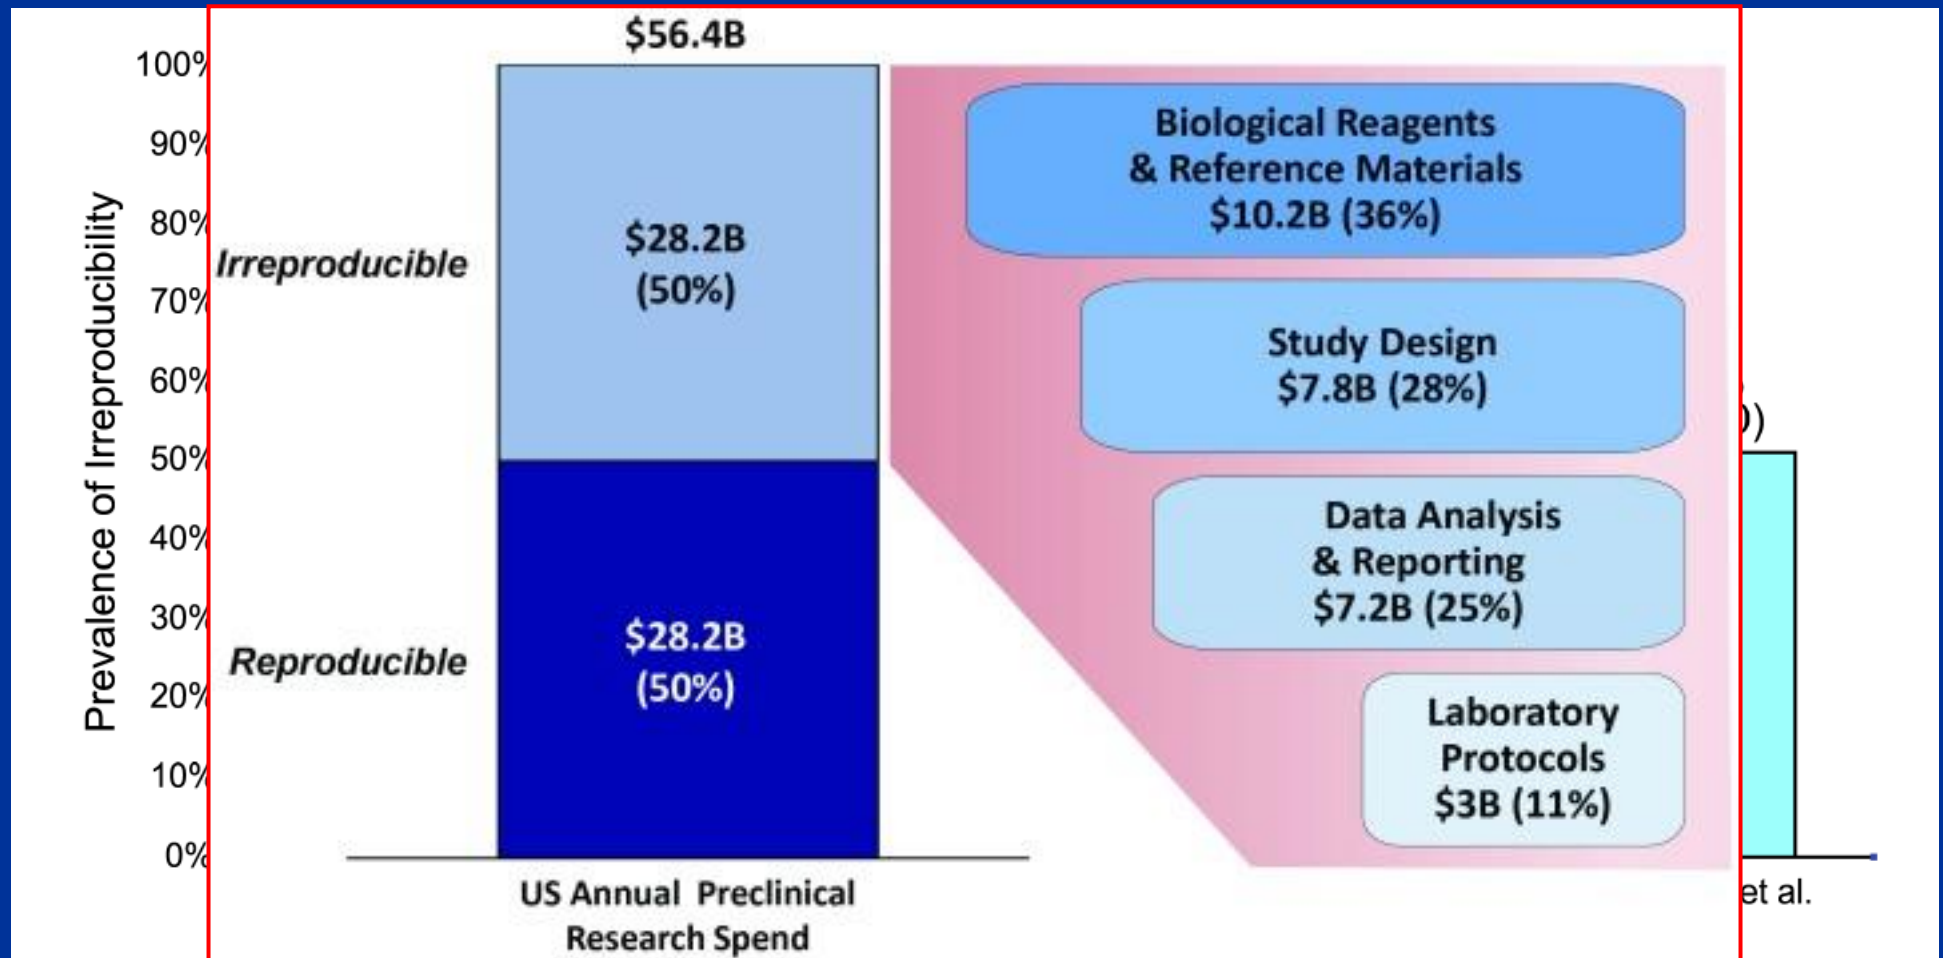 $56.4B
100%
90%
80%
70%
60%
50%
40%
30%
20%
10%
0%
Prevalence of Irreproducibility
Irreproducible
$28.2B
(50%)
Reproducible
$28.2B
(50%)
US Annual Preclinical
Research Spend
Biological Reagents
& Reference Materials
$10.2B (36%)
Study Design
$7.8B (28%)
Data Analysis
& Reporting
$7.2B (25%)
Laboratory
Protocols
$3B (11%)
)
et al.